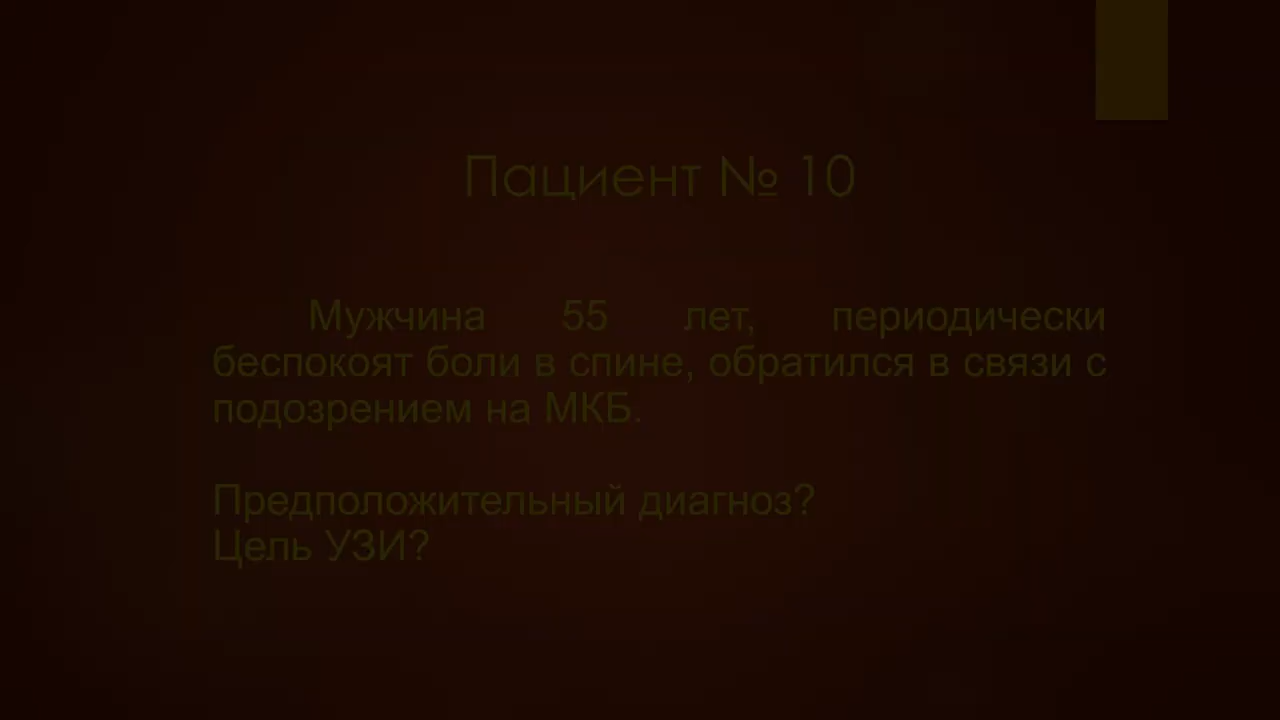 Пациент № 10
Мужчина 55 лет, периодически
беспокоят боли в спине, обратился в связи с
подозрением на МКБ.
Предположительный диагноз?
Цель УЗИ?